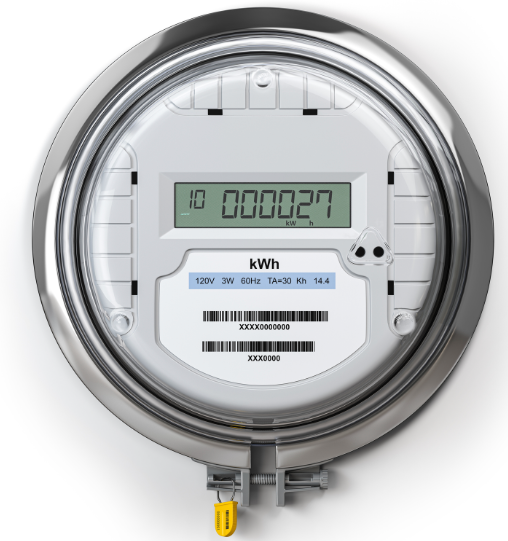 10 000027
kW h
kWh
120V 3W 60Hz TA=30 Kh 14.4
XXXX0000000
XXX0000